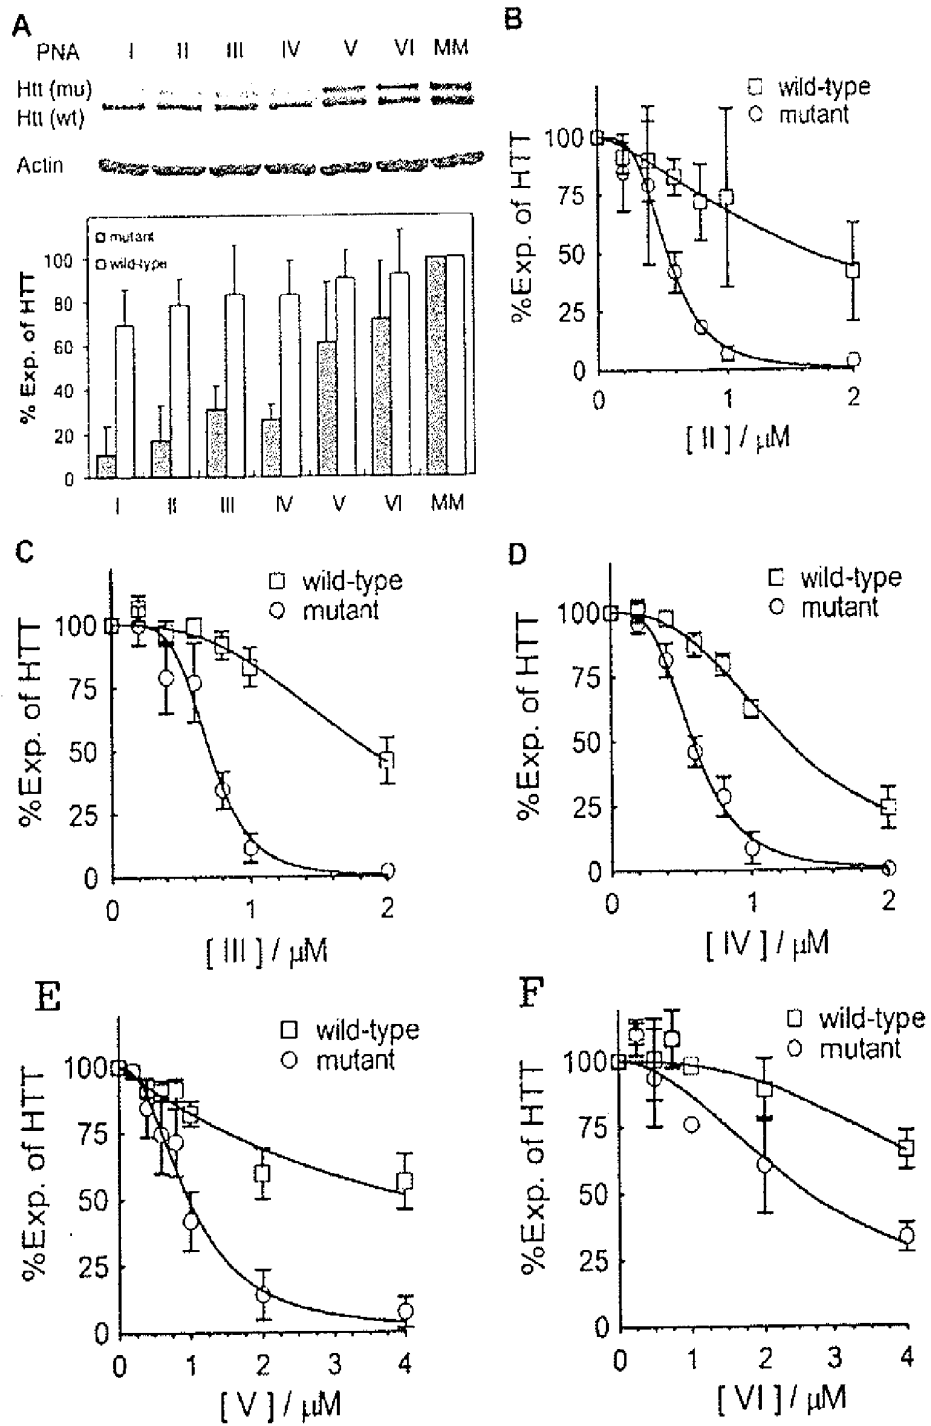 A
PNA I II III IV V VI MM
Htt (mu)
Htt (wt)
Actin
mutant
wild-type
% Exp. of HTT
100
80
60
40
20
0
I II III IV V VI MM
B
wild-type
mutant
%Exp. of HTT
100
75
50
25
0
0 1 2
[ II ] / μM
C
wild-type
mutant
%Exp. of HTT
100
75
50
25
0
0 1 2
[ III ] / μM
D
wild-type
mutant
%Exp. of HTT
100
75
50
25
0
0 1 2
[ IV ] / μM
E
wild-type
mutant
%Exp. of HTT
100
75
50
25
0
0 1 2 4
[ V ] / μM
F
wild-type
mutant
%Exp. of HTT
100
75
50
25
0
0 1 2 3 4
[ VI ] / μM